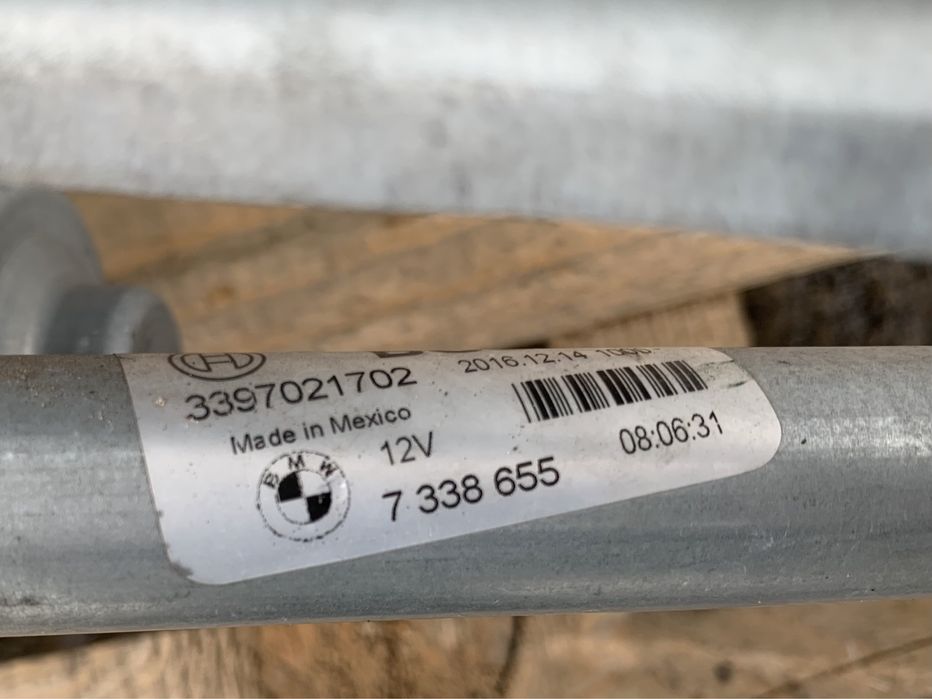 2016.12.14
3397021702
Made in Mexico
12V
08:06:31
BMW
7 338 655